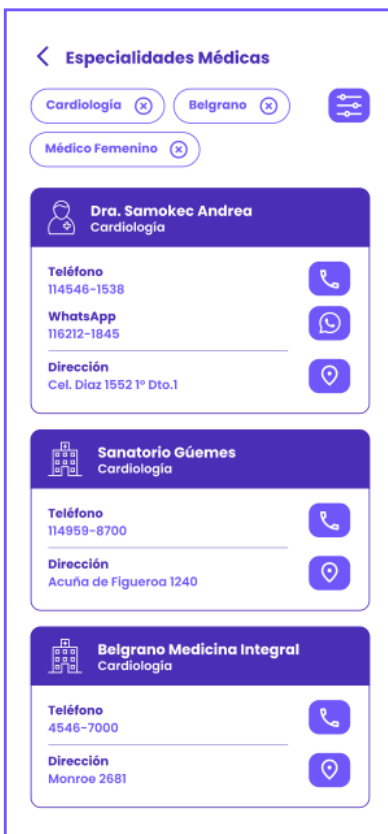 Especialidades Médicas
Cardiología
Belgrano
Médico Femenino
Dra. Samokec Andrea
Cardiología
Teléfono
114546-1538
WhatsApp
116212-1845
Dirección
Cel. Diaz 1552 1º Dto.1
Sanatorio Gúemes
Cardiología
Teléfono
114959-8700
Dirección
Acuña de Figueroa 1240
Belgrano Medicina Integral
Cardiología
Teléfono
4546-7000
Dirección
Monroe 2681